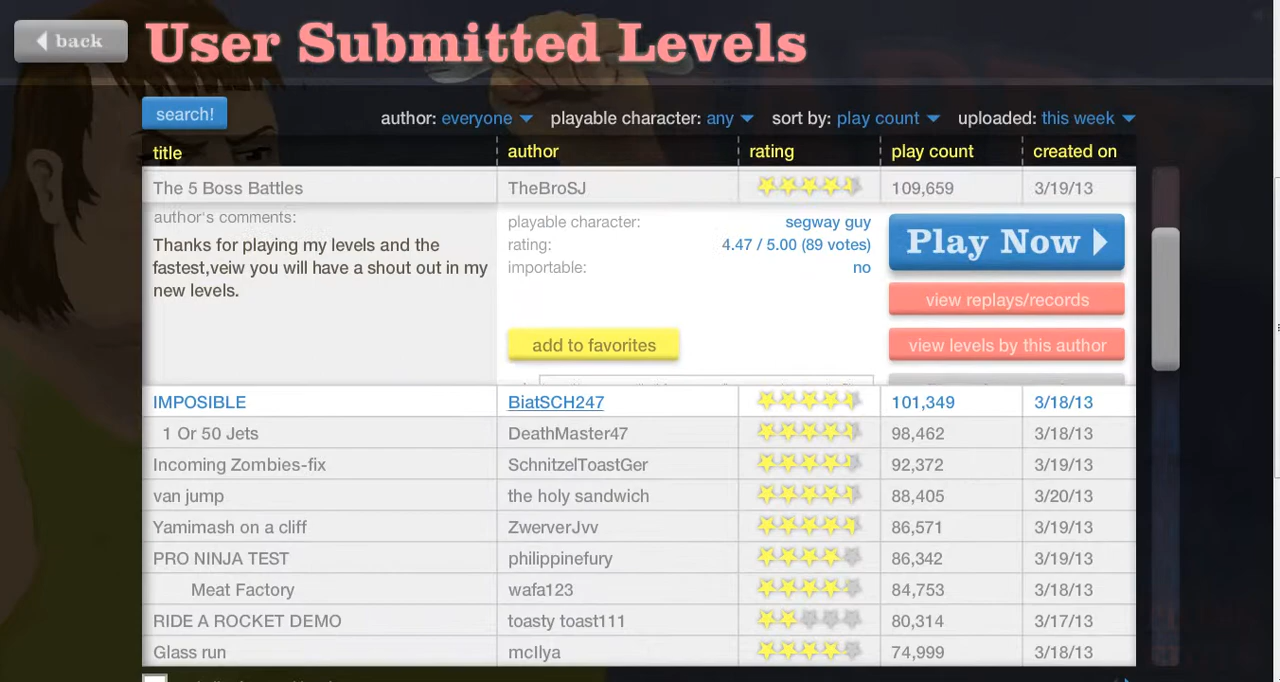 back
User Submitted Levels
search!
author: everyone playable character: any sort by: play count uploaded: this week
title author rating play count created on
The 5 Boss Battles TheBroSJ 109,659 3/19/13
author's comments:
Thanks for playing my levels and the
fastest,veiw you will have a shout out in my
new levels.
playable character: segway guy
rating: 4.47 / 5.00 (89 votes)
importable: no
add to favorites
Play Now
view replays/records
view levels by this author
IMPOSIBLE BiatSCH247 101,349 3/18/13
1 Or 50 Jets DeathMaster47 98,462 3/18/13
Incoming Zombies-fix SchnitzelToastGer 92,372 3/19/13
van jump the holy sandwich 88,405 3/20/13
Yamimash on a cliff ZwerverJvv 86,571 3/19/13
PRO NINJA TEST philippinefury 86,342 3/19/13
Meat Factory wafa123 84,753 3/18/13
RIDE A ROCKET DEMO toasty toast111 80,314 3/17/13
Glass run mcIlya 74,999 3/18/13